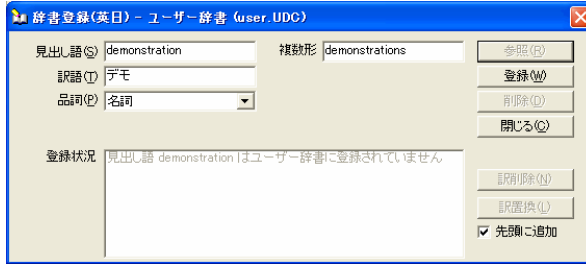 辞書登録(英日) - ユーザー辞書 (user.UDC)
見出し語(S) demonstration 複数形 demonstrations 参照(R)
訳語(T) デモ 登録(W)
品詞(P) 名詞 削除(D)
閉じる(C)
登録状況 見出し語 demonstration はユーザー辞書に登録されていません
訳削除(N)
訳置換(L)
先頭に追加